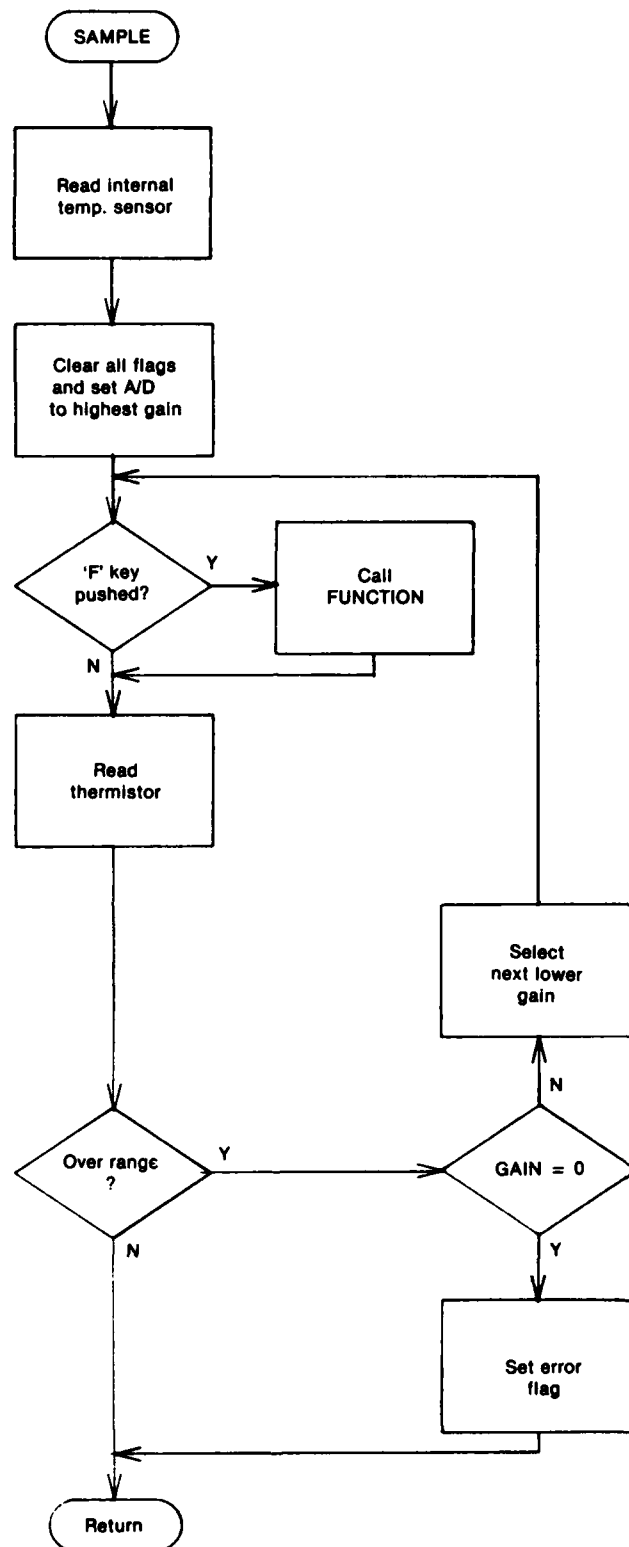 SAMPLE
Read internal
temp. sensor
Clear all flags
and set A/D
to highest gain
'F' key
pushed?
Y
Call
FUNCTION
N
Read
thermistor
Select
next lower
gain
N
Over range
?
Y
GAIN = 0
N
Y
Set error
flag
Return